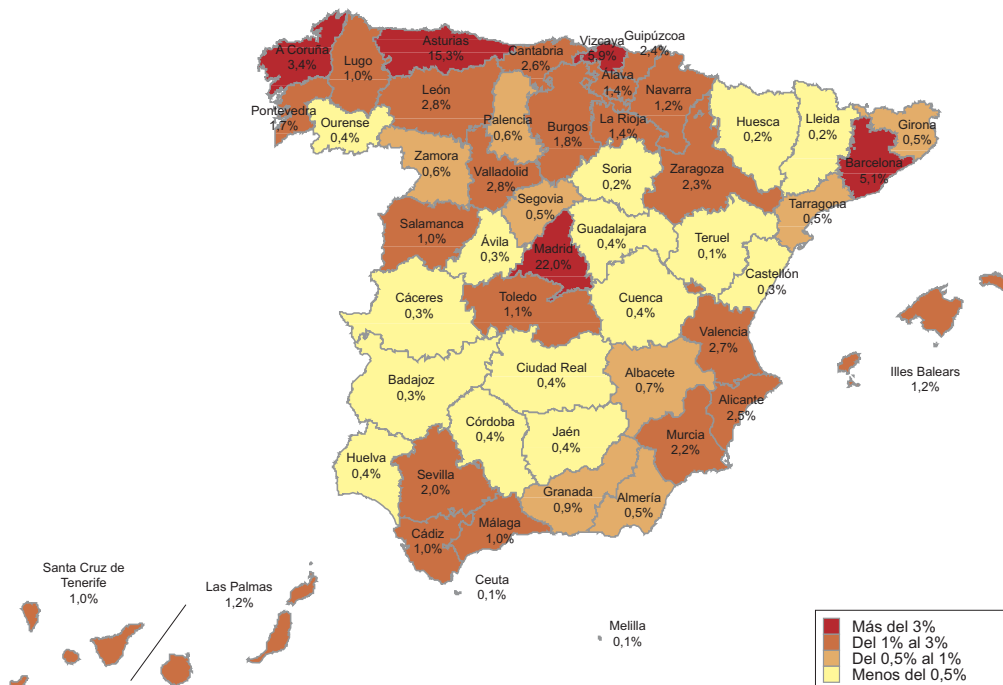 A Coruña
3,4%
Lugo
1,0%
Asturias
15,3%
Cantabria
2,6%
Vizcaya
5,9%
Guipúzcoa
2,4%
Alava
1,4%
Navarra
1,2%
Pontevedra
1,7%
Ourense
0,4%
León
2,8%
Palencia
0,6%
Burgos
1,8%
La Rioja
1,4%
Huesca
0,2%
Lleida
0,2%
Girona
0,5%
Barcelona
5,1%
Zamora
0,6%
Valladolid
2,8%
Soria
0,2%
Zaragoza
2,3%
Tarragona
0,5%
Salamanca
1,0%
Segovia
0,5%
Ávila
0,3%
Madrid
22,0%
Guadalajara
0,4%
Teruel
0,1%
Castellón
0,3%
Cáceres
0,3%
Toledo
1,1%
Cuenca
0,4%
Valencia
2,7%
Illes Balears
1,2%
Badajoz
0,3%
Ciudad Real
0,4%
Albacete
0,7%
Alicante
2,5%
Huelva
0,4%
Córdoba
0,4%
Jaén
0,4%
Murcia
2,2%
Sevilla
2,0%
Granada
0,9%
Almería
0,5%
Cádiz
1,0%
Málaga
1,0%
Santa Cruz de
Tenerife
1,0%
Las Palmas
1,2%
Ceuta
0,1%
Melilla
0,1%
Más del 3%
Del 1% al 3%
Del 0,5% al 1%
Menos del 0,5%